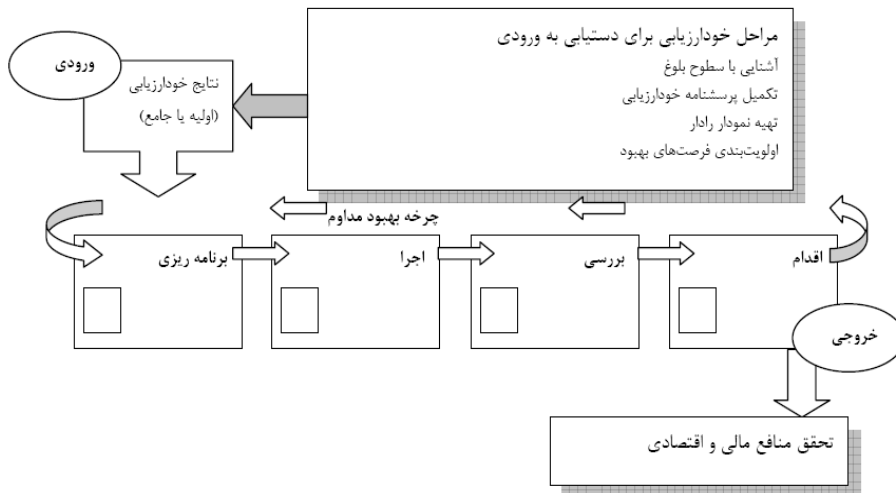 مراحل خودارزیابی برای دستیابی به ورودی
آشنایی با سطوح بلوغ
تکمیل پرسشنامه خودارزیابی
تهیه نمودار رادار
اولویت‌بندی فرصت‌های بهبود
ورودی
نتایج خودارزیابی
(اولیه یا جامع)
چرخه بهبود مداوم
برنامه ریزی
اجرا
بررسی
اقدام
خروجی
تحقق منافع مالی و اقتصادی